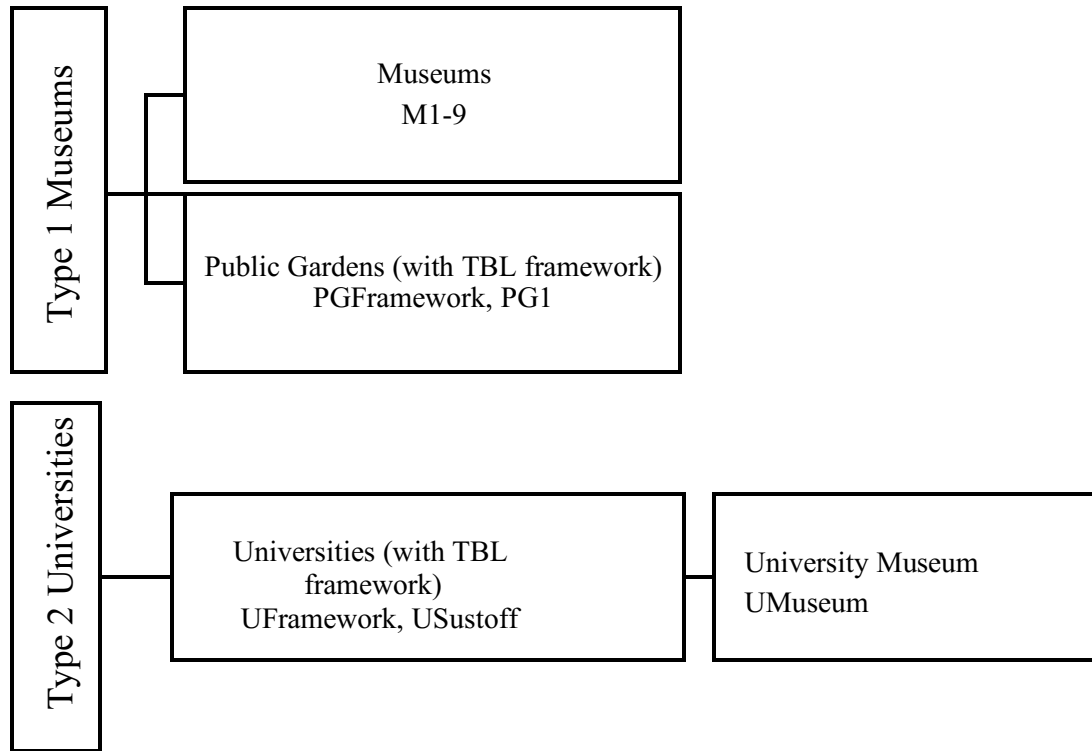 Type 1 Museums
Museums
M1-9
Public Gardens (with TBL framework)
PGFramework, PG1
Type 2 Universities
Universities (with TBL
framework)
UFramework, USustoff
University Museum
UMuseum